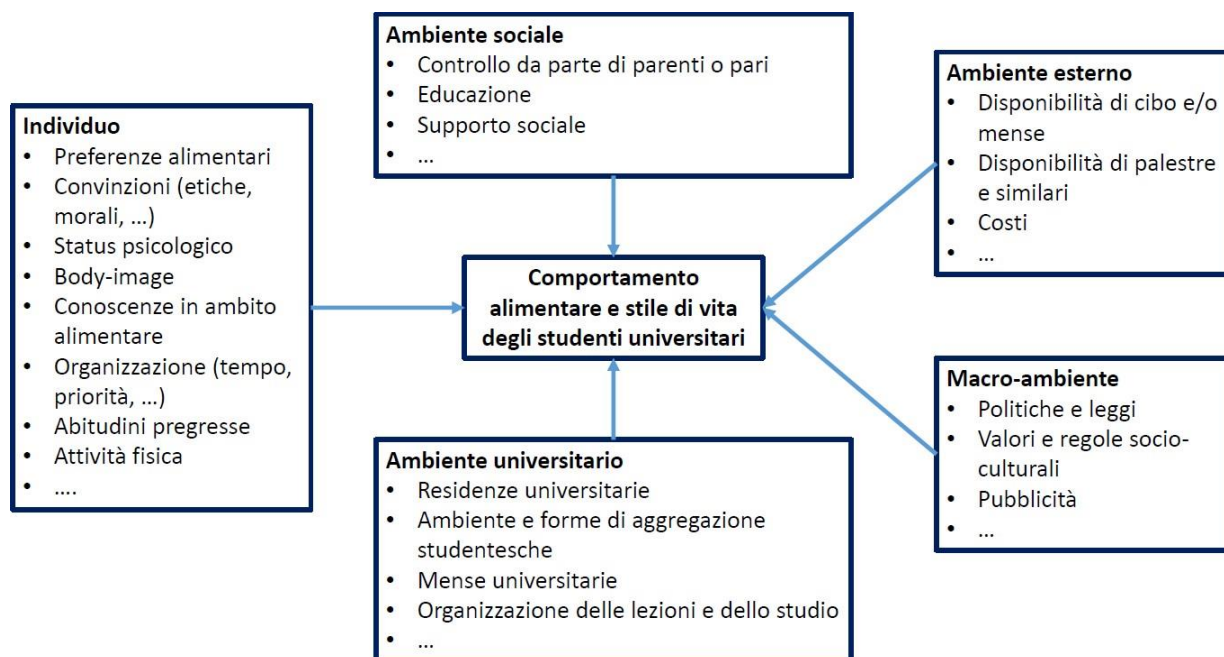 Ambiente sociale
• Controllo da parte di parenti o pari
• Educazione
• Supporto sociale
• ...
Individuo
• Preferenze alimentari
• Convinzioni (etiche,
morali, ...)
• Status psicologico
• Body-image
• Conoscenze in ambito
alimentare
• Organizzazione (tempo,
priorità, ...)
• Abitudini pregresse
• Attività fisica
• ....
Comportamento
alimentare e stile di vita
degli studenti universitari
Ambiente esterno
• Disponibilità di cibo e/o
mense
• Disponibilità di palestre
e similari
• Costi
• ...
Ambiente universitario
• Residenze universitarie
• Ambiente e forme di aggregazione
studentesche
• Mense universitarie
• Organizzazione delle lezioni e dello studio
• ...
Macro-ambiente
• Politiche e leggi
• Valori e regole socio-
culturali
• Pubblicità
• ...